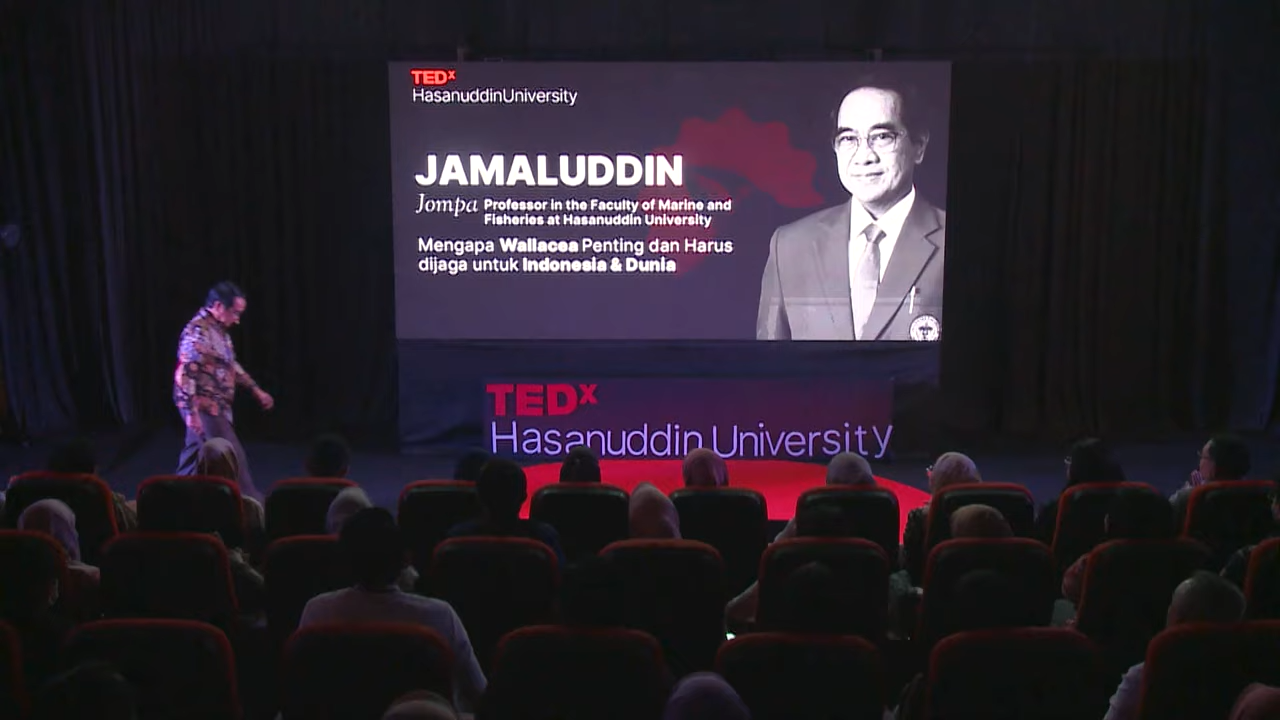 TEDx
HasanuddinUniversity
JAMALUDDIN
Jompa Professor in the Faculty of Marine and
Fisheries at Hasanuddin University
Mengapa Wallacea Penting dan Harus
dijaga untuk Indonesia & Dunia
TEDx
Hasanuddin University